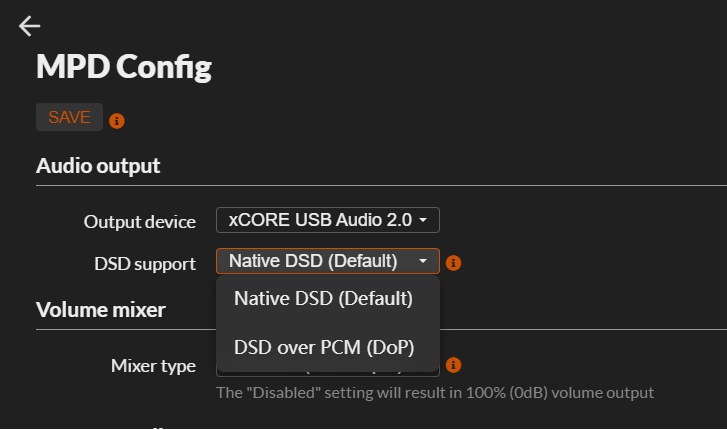 MPD Config
SAVE
Audio output
Output device xCORE USB Audio 2.0
DSD support Native DSD (Default)
Native DSD (Default)
Volume mixer
DSD over PCM (DoP)
Mixer type
The "Disabled" setting will result in 100% (0dB) volume output